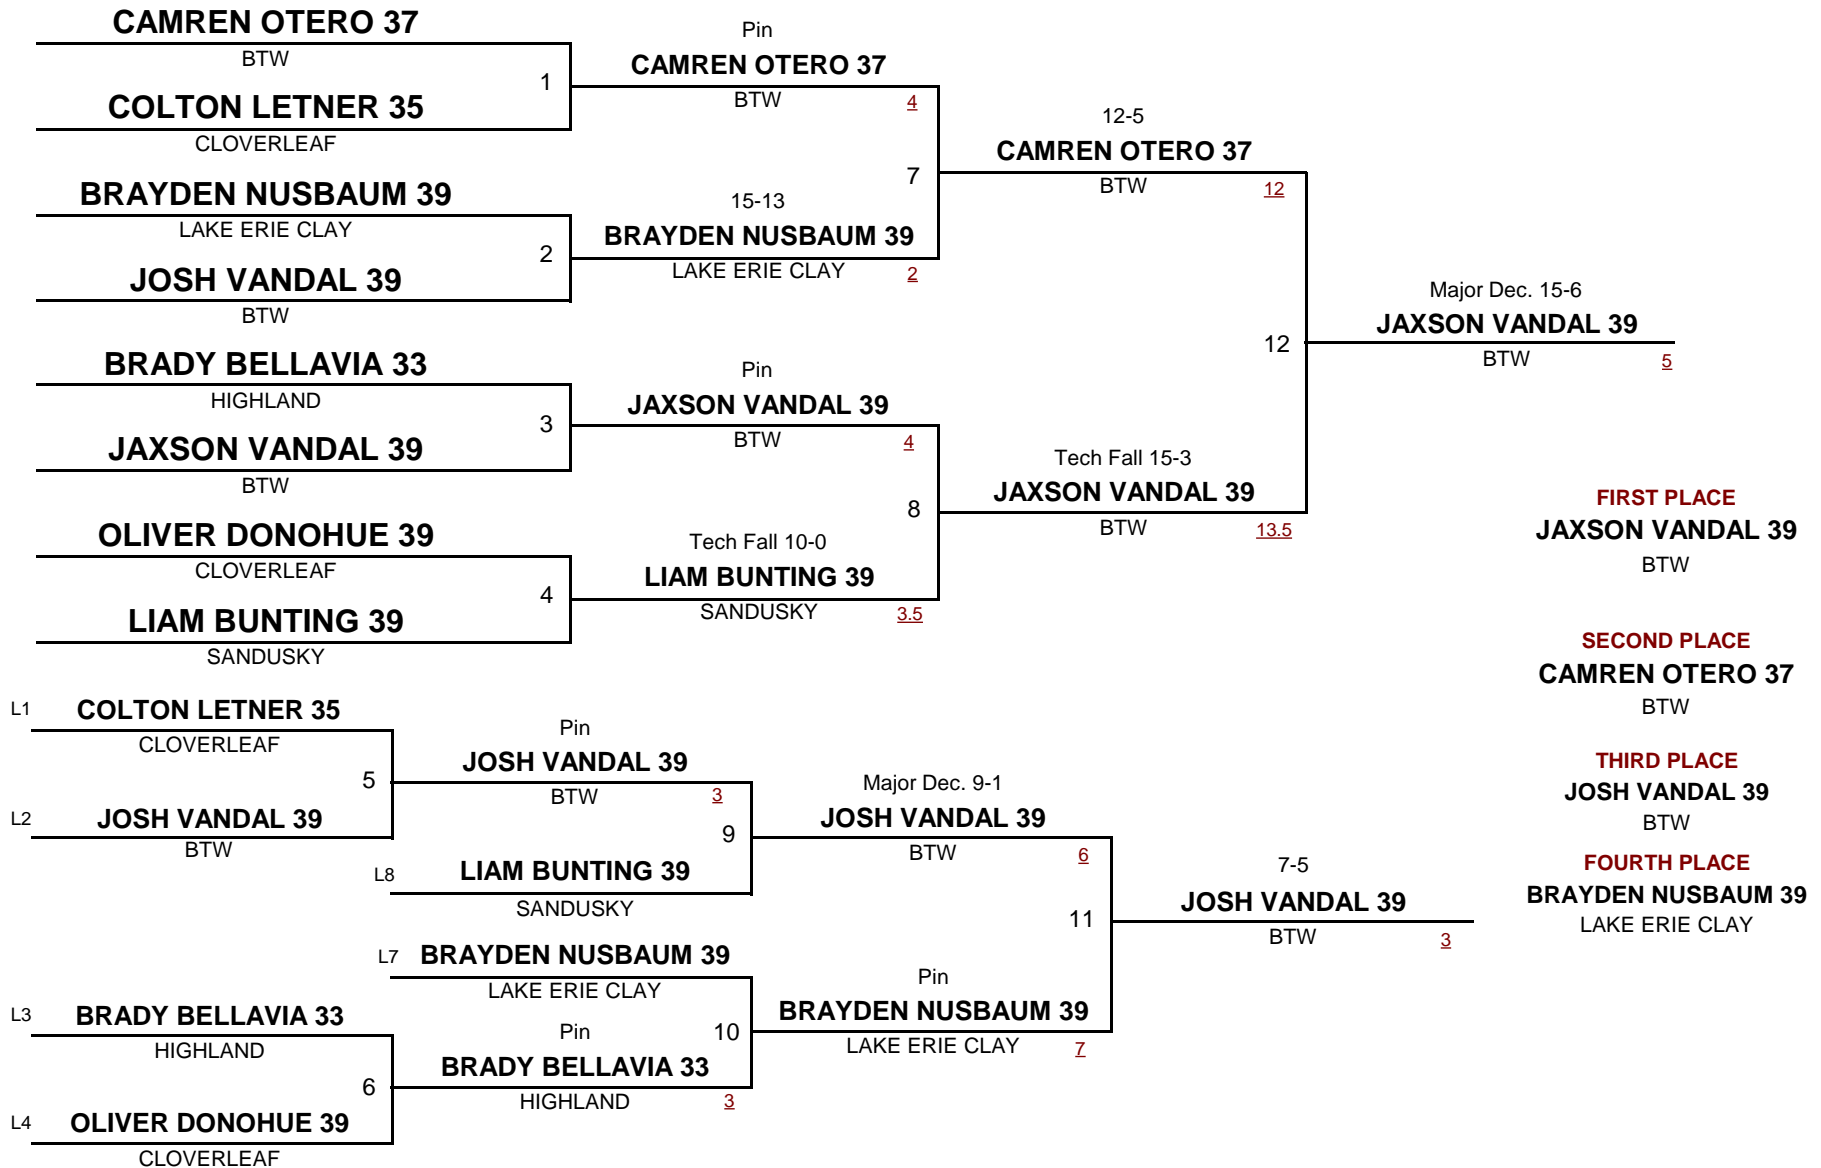 CAMREN OTERO 37
BTW
1
COLTON LETNER 35
CLOVERLEAF
BRAYDEN NUSBAUM 39
LAKE ERIE CLAY
2
JOSH VANDAL 39
BTW
BRADY BELLAVIA 33
HIGHLAND
3
JAXSON VANDAL 39
BTW
OLIVER DONOHUE 39
CLOVERLEAF
4
LIAM BUNTING 39
SANDUSKY
Pin
CAMREN OTERO 37
BTW 4
7
15-13
BRAYDEN NUSBAUM 39
LAKE ERIE CLAY 2
Pin
JAXSON VANDAL 39
BTW 4
8
Tech Fall 10-0
LIAM BUNTING 39
SANDUSKY 3.5
12-5
CAMREN OTERO 37
BTW 12
12
Tech Fall 15-3
JAXSON VANDAL 39
BTW 13.5
Major Dec. 15-6
JAXSON VANDAL 39
BTW 5
FIRST PLACE
JAXSON VANDAL 39
BTW
SECOND PLACE
CAMREN OTERO 37
BTW
THIRD PLACE
JOSH VANDAL 39
BTW
FOURTH PLACE
BRAYDEN NUSBAUM 39
LAKE ERIE CLAY
L1 COLTON LETNER 35
CLOVERLEAF
5
L2 JOSH VANDAL 39
BTW
L3 BRADY BELLAVIA 33
HIGHLAND
6
L4 OLIVER DONOHUE 39
CLOVERLEAF
Pin
JOSH VANDAL 39
BTW 3
9
L8 LIAM BUNTING 39
SANDUSKY
L7 BRAYDEN NUSBAUM 39
LAKE ERIE CLAY
10
Pin
BRADY BELLAVIA 33
HIGHLAND 3
Major Dec. 9-1
JOSH VANDAL 39
BTW 6
11
Pin
BRAYDEN NUSBAUM 39
LAKE ERIE CLAY 7
7-5
JOSH VANDAL 39
BTW 3